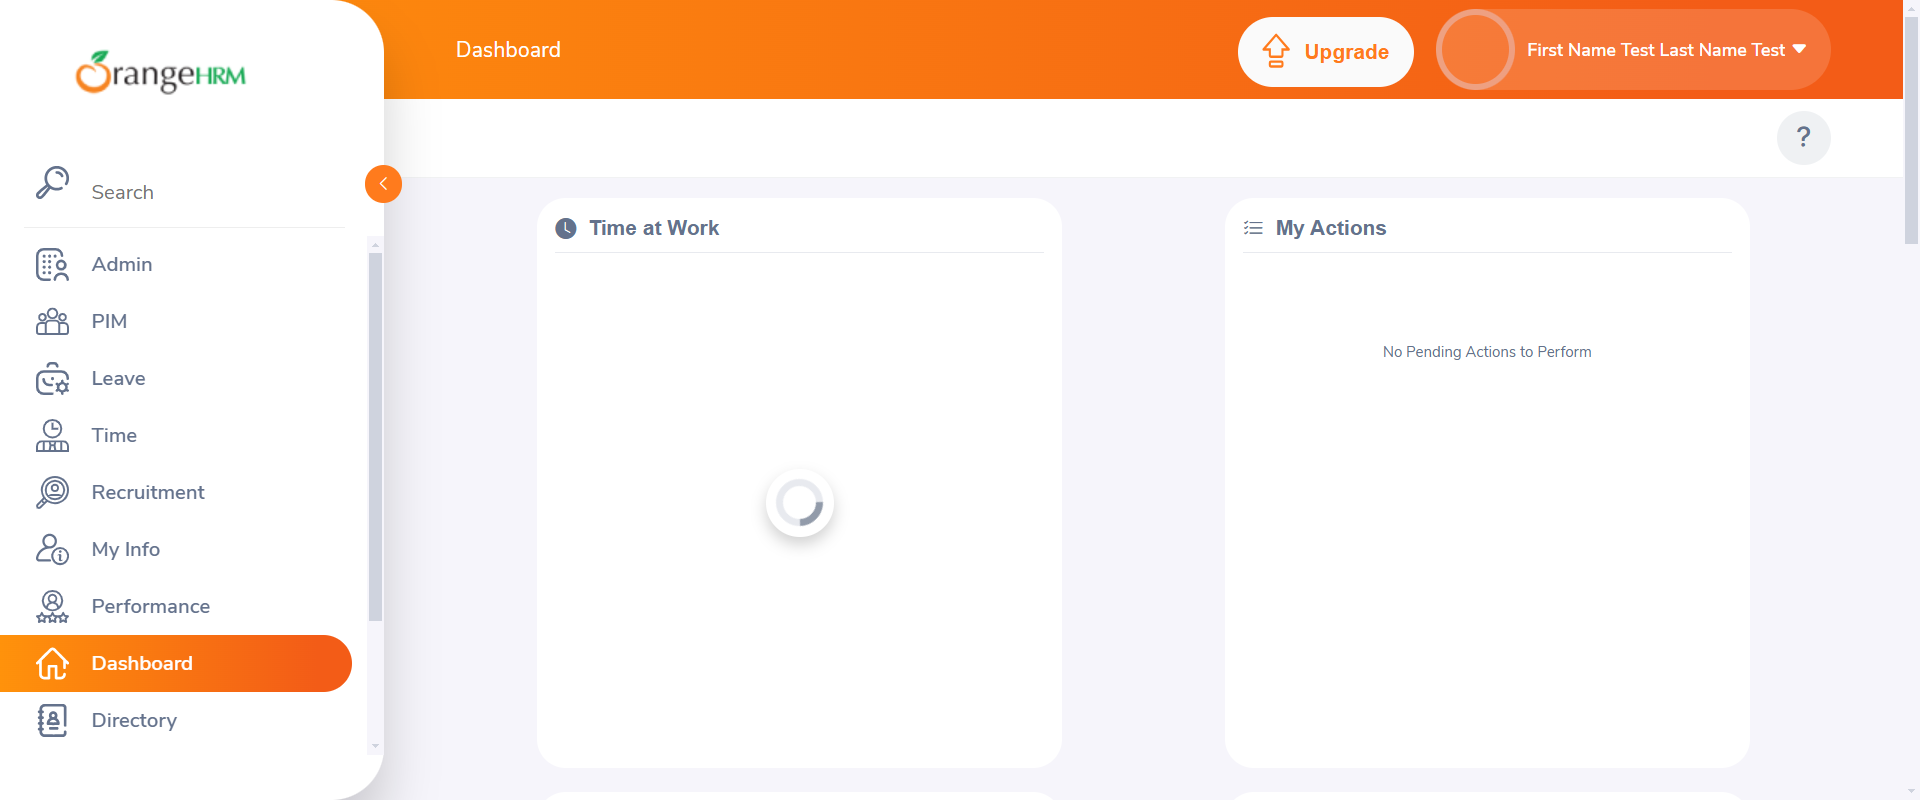 OrangeHRM
Search
Admin
PIM
Leave
Time
Recruitment
My Info
Performance
Dashboard
Directory
Dashboard
Upgrade
First Name Test Last Name Test
?
Time at Work
My Actions
No Pending Actions to Perform